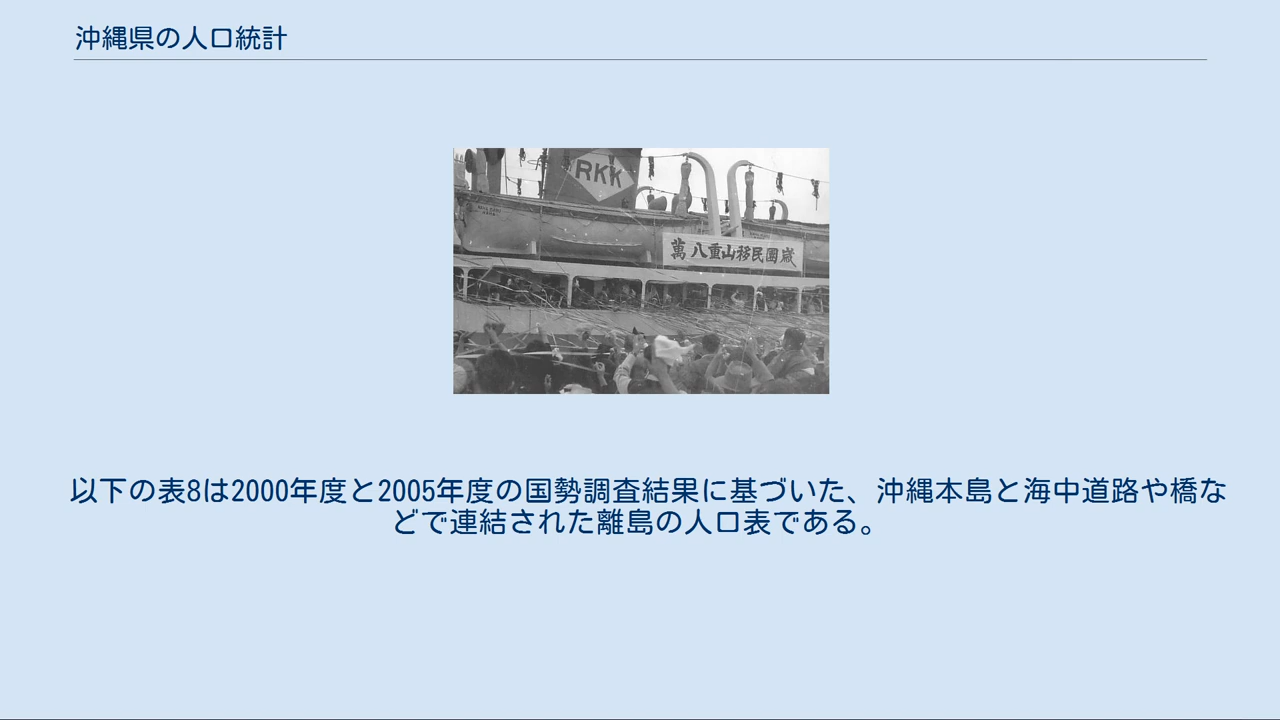 沖縄県の人口統計
RKK
萬八重山移民團歳
以下の表8は2000年度と2005年度の国勢調査結果に基づいた、沖縄本島と海中道路や橋な
どで連結された離島の人口表である。